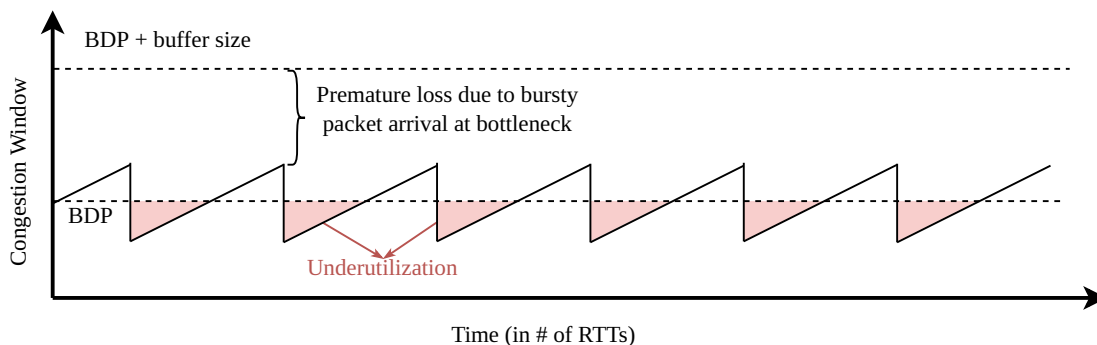 BDP + buffer size
Premature loss due to bursty
packet arrival at bottleneck
Congestion Window
BDP
Underutilization
Time (in # of RTTs)